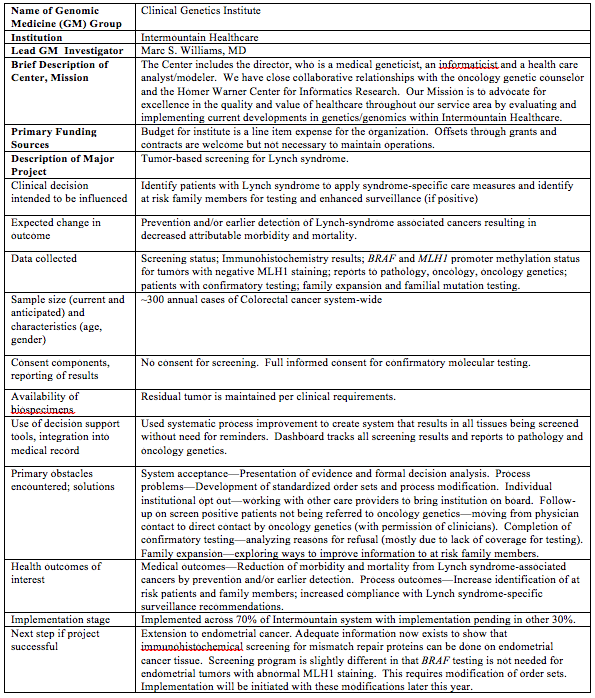 Name of Genomic
Medicine (GM) Group
Clinical Genetics Institute
Institution
Intermountain Healthcare
Lead GM Investigator
Marc S. Williams, MD
Brief Description of
Center, Mission
The Center includes the director, who is a medical geneticist, an informaticist and a health care
analyst/modeler. We have close collaborative relationships with the oncology genetic counselor
and the Homer Warner Center for Informatics Research. Our Mission is to advocate for
excellence in the quality and value of healthcare throughout our service area by evaluating and
implementing current developments in genetics/genomics within Intermountain Healthcare.
Primary Funding
Sources
Budget for institute is a line item expense for the organization. Offsets through grants and
contracts are welcome but not necessary to maintain operations.
Description of Major
Project
Tumor-based screening for Lynch syndrome.
Clinical decision
intended to be influenced
Identify patients with Lynch syndrome to apply syndrome-specific care measures and identify
at risk family members for testing and enhanced surveillance (if positive)
Expected change in
outcome
Prevention and/or earlier detection of Lynch-syndrome associated cancers resulting in
decreased attributable morbidity and mortality.
Data collected
Screening status; Immunohistochemistry results; BRAF and MLH1 promoter methylation status
for tumors with negative MLH1 staining; reports to pathology, oncology, oncology genetics;
patients with confirmatory testing; family expansion and familial mutation testing.
Sample size (current and
anticipated) and
characteristics (age,
gender)
~300 annual cases of Colorectal cancer system-wide
Consent components,
reporting of results
No consent for screening. Full informed consent for confirmatory molecular testing.
Availability of
biospecimens
Residual tumor is maintained per clinical requirements.
Use of decision support
tools, integration into
medical record
Used systematic process improvement to create system that results in all tissues being screened
without need for reminders. Dashboard tracks all screening results and reports to pathology and
oncology genetics.
Primary obstacles
encountered; solutions
System acceptance—Presentation of evidence and formal decision analysis. Process
problems—Development of standardized order sets and process modification. Individual
institutional opt out—working with other care providers to bring institution on board. Follow-
up on screen positive patients not being referred to oncology genetics—moving from physician
contact to direct contact by oncology genetics (with permission of clinicians). Completion of
confirmatory testing—analyzing reasons for refusal (mostly due to lack of coverage for testing).
Family expansion—exploring ways to improve information to at risk family members.
Health outcomes of
interest
Medical outcomes—Reduction of morbidity and mortality from Lynch syndrome-associated
cancers by prevention and/or earlier detection. Process outcomes—Increase identification of at
risk patients and family members; increased compliance with Lynch syndrome-specific
surveillance recommendations.
Implementation stage
Implemented across 70% of Intermountain system with implementation pending in other 30%.
Next step if project
successful
Extension to endometrial cancer. Adequate information now exists to show that
immunohistochemical screening for mismatch repair proteins can be done on endometrial
cancer tissue. Screening program is slightly different in that BRAF testing is not needed for
endometrial tumors with abnormal MLH1 staining. This requires modification of order sets.
Implementation will be initiated with these modifications later this year.